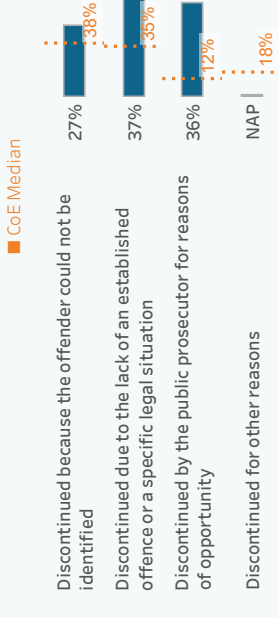 CoE Median
Discontinued because the offender could not be
identified
27%
38%
Discontinued due to the lack of an established
offence or a specific legal situation
37%
35%
Discontinued by the public prosecutor for reasons
of opportunity
36%
12%
Discontinued for other reasons
NAP
18%